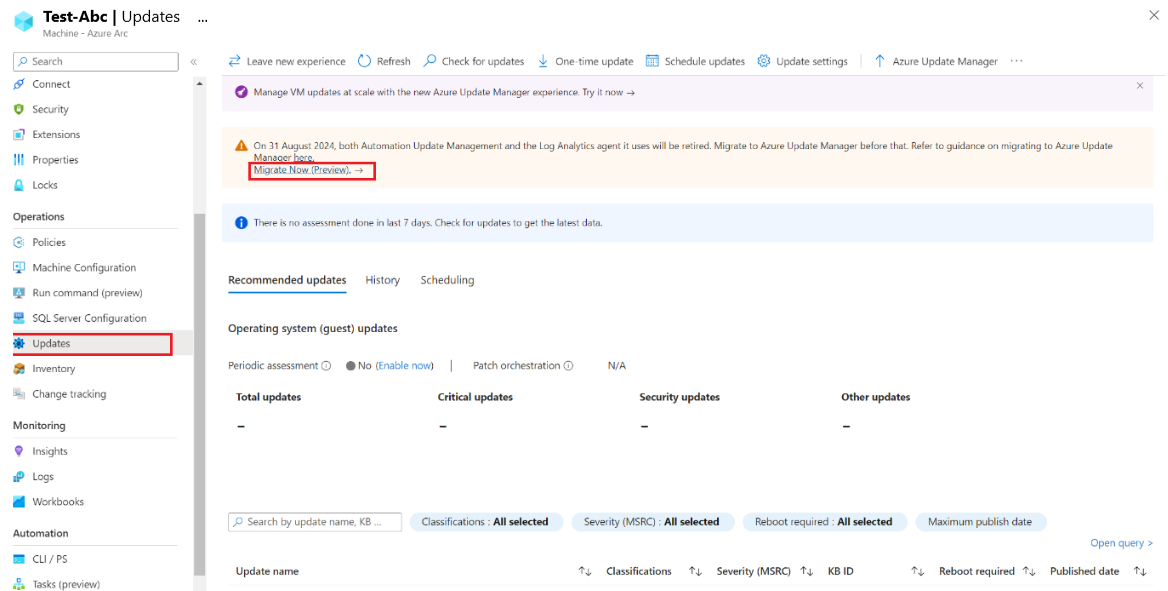 Test-Abc | Updates ...
Machine - Azure Arc
Search «
Connect
Security
Extensions
Properties
Locks
Operations
Policies
Machine Configuration
Run command (preview)
SQL Server Configuration
Updates
Inventory
Change tracking
Monitoring
Insights
Logs
Workbooks
Automation
CLI / PS
Tasks (preview)
Leave new experience Refresh Check for updates One-time update Schedule updates Update settings Azure Update Manager ...
Manage VM updates at scale with the new Azure Update Manager experience. Try it now →
On 31 August 2024, both Automation Update Management and the Log Analytics agent it uses will be retired. Migrate to Azure Update Manager before that. Refer to guidance on migrating to Azure Update
Manager here.
Migrate Now (Preview). →
There is no assessment done in last 7 days. Check for updates to get the latest data.
Recommended updates History Scheduling
Operating system (guest) updates
Periodic assessment No (Enable now) | Patch orchestration N/A
Total updates Critical updates Security updates Other updates
– – – –
Search by update name, KB ... Classifications : All selected Severity (MSRC) : All selected Reboot required : All selected Maximum publish date
Open query >
Update name ↑↓ Classifications ↑↓ Severity (MSRC) ↑↓ KB ID ↑↓ Reboot required ↑↓ Published date ↑↓